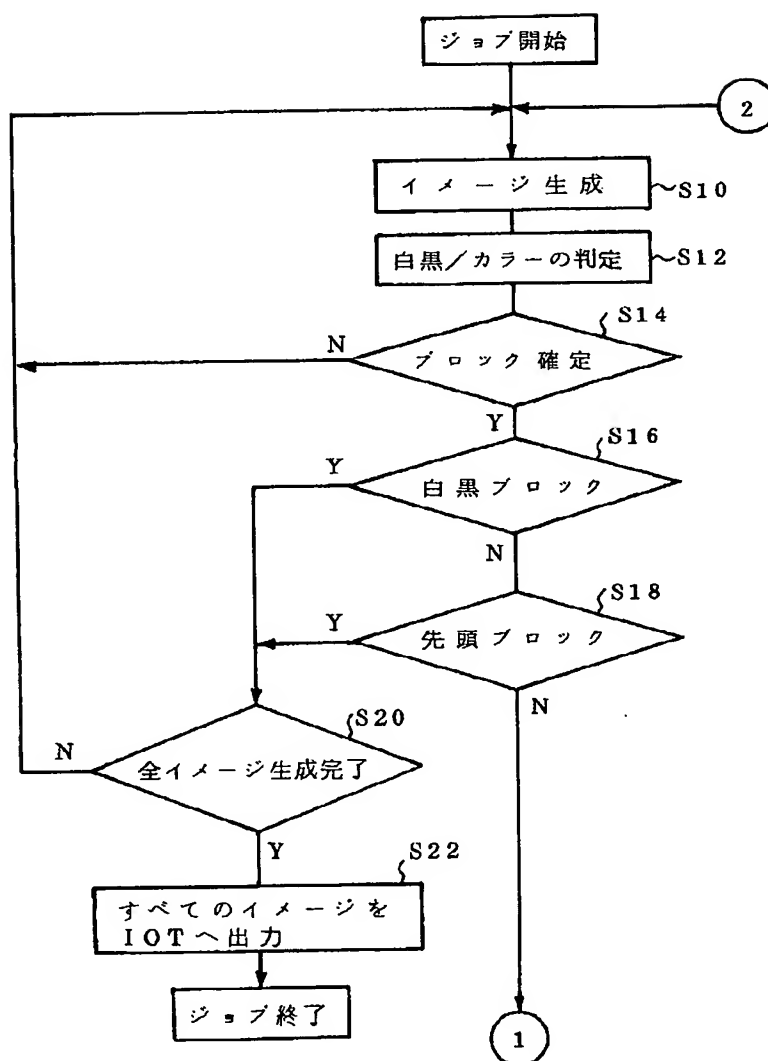 ジョブ開始
2
イメージ生成
S10
白黒／カラーの判定
S12
S14
N
ブロック確定
Y
S16
Y
白黒ブロック
N
S18
Y
先頭ブロック
N
S20
N
全イメージ生成完了
Y
S22
すべてのイメージを
IOTへ出力
ジョブ終了
1